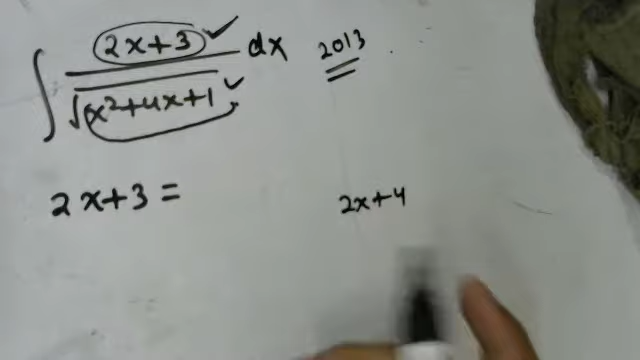 ∫ (2x+3)/√(x²+4x+1) dx 2013
2x+3 = 2x+4